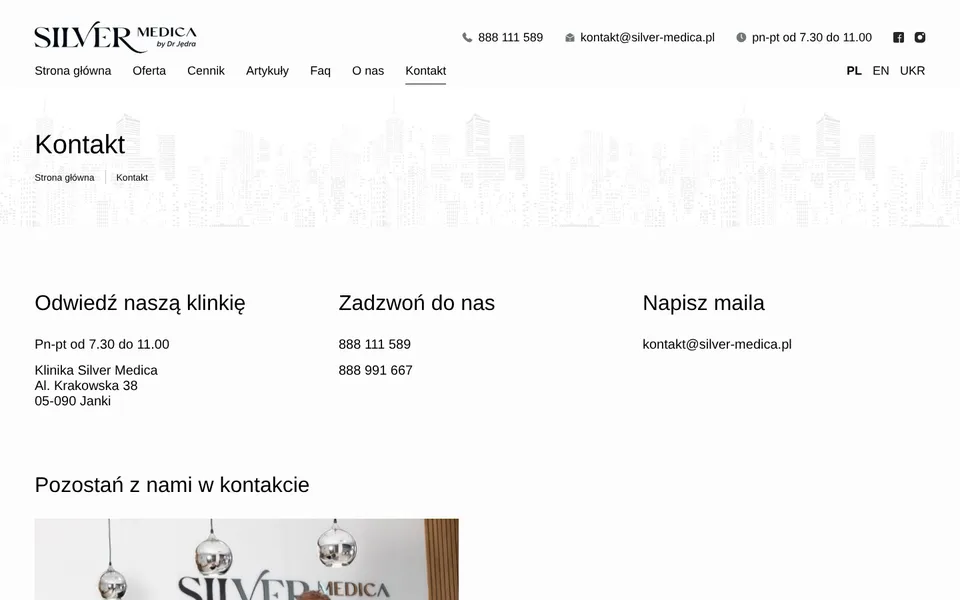 SILVER MEDICA
by Dr Jędra
888 111 589
kontakt@silver-medica.pl
pn-pt od 7.30 do 11.00
Strona główna
Oferta
Cennik
Artykuły
Faq
O nas
Kontakt
PL
EN
UKR
Kontakt
Strona główna
Kontakt
Odwiedź naszą klinkię
Pn-pt od 7.30 do 11.00
Klinika Silver Medica
Al. Krakowska 38
05-090 Janki
Zadzwoń do nas
888 111 589
888 991 667
Napisz maila
kontakt@silver-medica.pl
Pozostań z nami w kontakcie
SILVER MEDICA